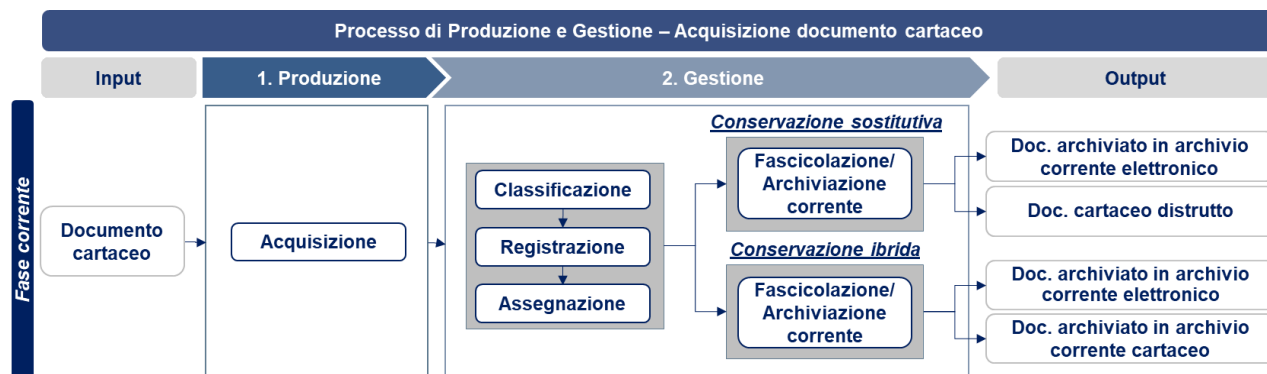 Processo di Produzione e Gestione – Acquisizione documento cartaceo
Input
1. Produzione
2. Gestione
Output
Fase corrente
Documento
cartaceo
Acquisizione
Classificazione
Registrazione
Assegnazione
Conservazione sostitutiva
Fascicolazione/
Archiviazione
corrente
Conservazione ibrida
Fascicolazione/
Archiviazione
corrente
Doc. archiviato in archivio
corrente elettronico
Doc. cartaceo distrutto
Doc. archiviato in archivio
corrente elettronico
Doc. archiviato in archivio
corrente cartaceo